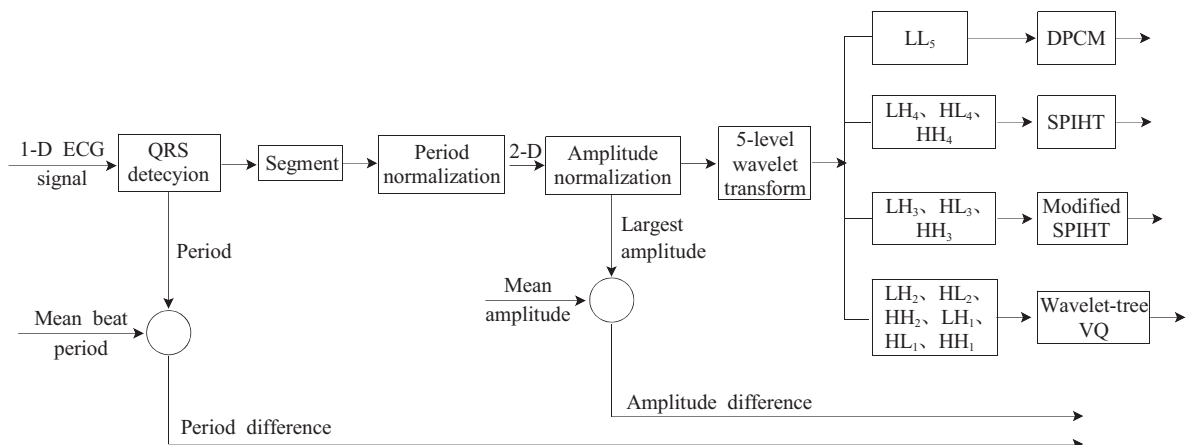 1-D ECG
signal
QRS
detecyion
Segment
Period
normalization
2-D
Amplitude
normalization
5-level
wavelet
transform
LL₅
DPCM
LH₄、HL₄、
HH₄
SPIHT
LH₃、HL₃、
HH₃
Modified
SPIHT
LH₂、HL₂、
HH₂、LH₁、
HL₁、HH₁
Wavelet-tree
VQ
Period
Largest
amplitude
Mean
amplitude
Mean beat
period
Amplitude difference
Period difference